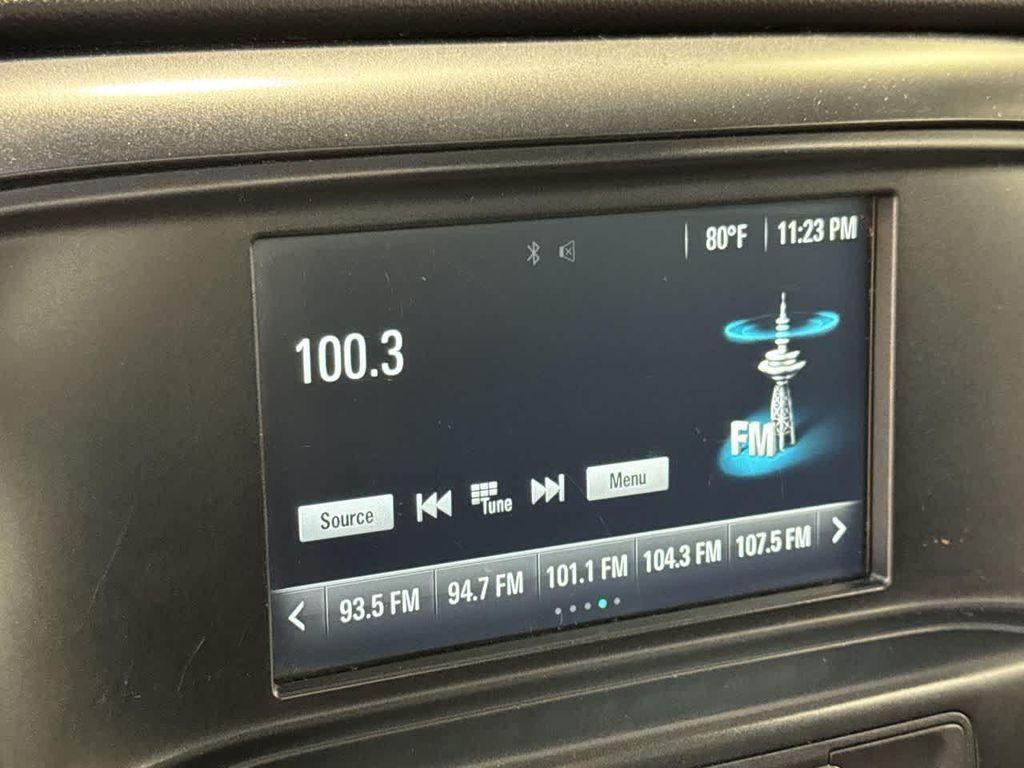 80°F 11:23 PM
100.3
FM
Source Tune Menu
93.5 FM 94.7 FM 101.1 FM 104.3 FM 107.5 FM